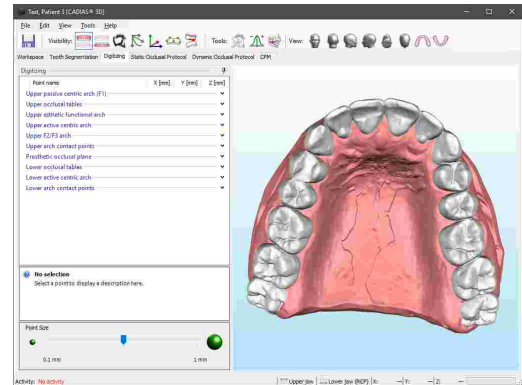 Test, Patient 3 [CADIAS® 3D]
File Edit View Tools Help
Visibility: Tools: View:
Workspace Tooth Segmentation Digitizing Static Occlusal Protocol Dynamic Occlusal Protocol CPM
Digitizing
Point name X [mm] Y [mm] Z [mm]
Upper passive centric arch (F1)
Upper occlusal tables
Upper esthetic functional arch
Upper active centric arch
Upper F2/F3 arch
Upper arch contact points
Prosthetic occlusal plane
Lower occlusal tables
Lower active centric arch
Lower arch contact points
No selection
Select a point to display a description here.
Point Size
0.1 mm 1 mm
Activity: No activity Upper jaw Lower jaw (RCP) X: — Y: — Z: —